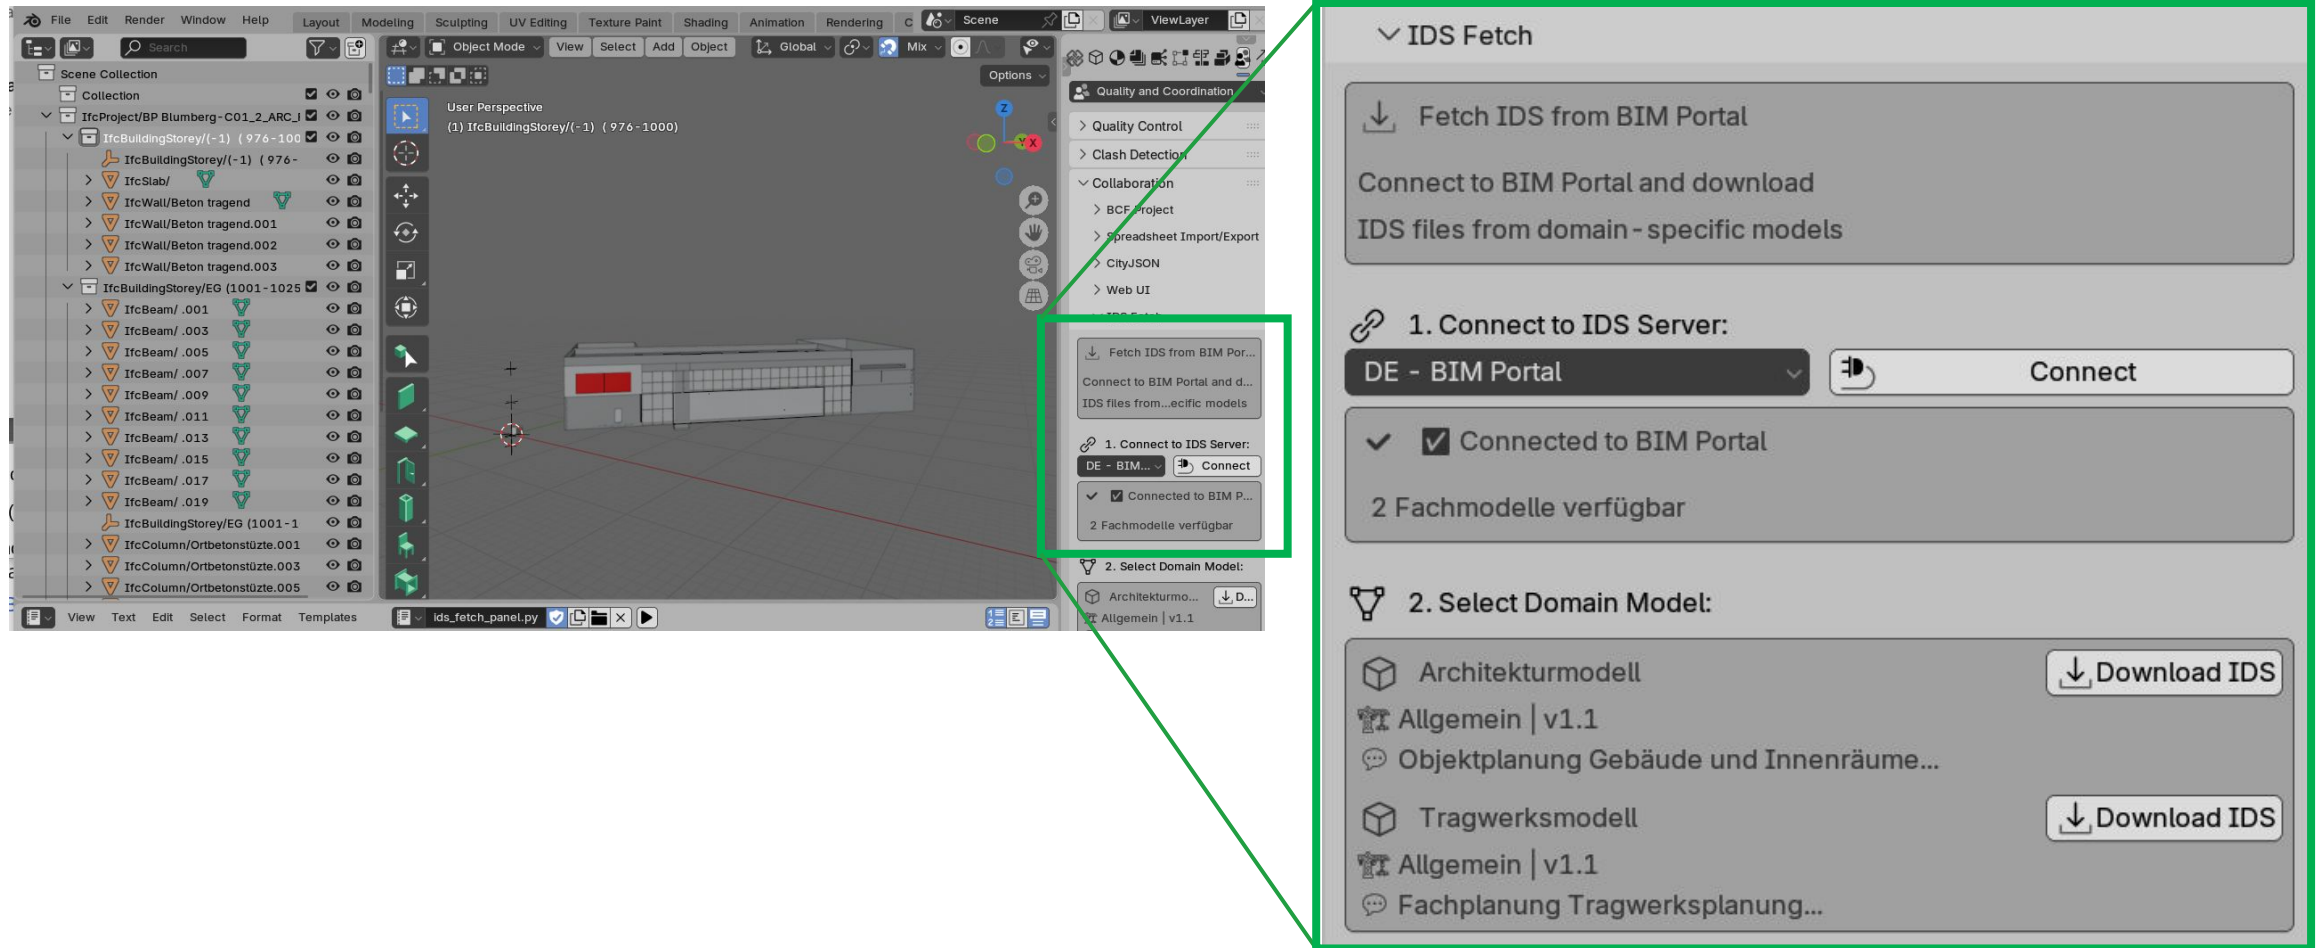 File Edit Render Window Help Layout Modeling Sculpting UV Editing Texture Paint Shading Animation Rendering C Scene ViewLayer
Search Object Mode View Select Add Object Global Mix
Options
Scene Collection
Collection
IfcProject/BP Blumberg-C01_2_ARC_I
IfcBuildingStorey/(-1) ( 976-100
IfcBuildingStorey/(-1) ( 976-
IfcSlab/
IfcWall/Beton tragend
IfcWall/Beton tragend.001
IfcWall/Beton tragend.002
IfcWall/Beton tragend.003
IfcBuildingStorey/EG (1001-1025
IfcBeam/ .001
IfcBeam/ .003
IfcBeam/ .005
IfcBeam/ .007
IfcBeam/ .009
IfcBeam/ .011
IfcBeam/ .013
IfcBeam/ .015
IfcBeam/ .017
IfcBeam/ .019
IfcBuildingStorey/EG (1001-1
IfcColumn/Ortbetonstüzte.001
IfcColumn/Ortbetonstüzte.003
IfcColumn/Ortbetonstüzte.005
User Perspective
(1) IfcBuildingStorey/(-1) ( 976-1000)
Z
Y
X
Quality and Coordination
Quality Control
Clash Detection
Collaboration
BCF Project
Spreadsheet Import/Export
CityJSON
Web UI
Fetch IDS from BIM Por...
Connect to BIM Portal and d...
IDS files from...ecific models
1. Connect to IDS Server:
DE - BIM... Connect
Connected to BIM P...
2 Fachmodelle verfügbar
2. Select Domain Model:
Architekturmo... D...
Allgemein | v1.1
View Text Edit Select Format Templates ids_fetch_panel.py
IDS Fetch
Fetch IDS from BIM Portal
Connect to BIM Portal and download
IDS files from domain-specific models
1. Connect to IDS Server:
DE - BIM Portal Connect
Connected to BIM Portal
2 Fachmodelle verfügbar
2. Select Domain Model:
Architekturmodell Download IDS
Allgemein | v1.1
Objektplanung Gebäude und Innenräume...
Tragwerksmodell Download IDS
Allgemein | v1.1
Fachplanung Tragwerksplanung...